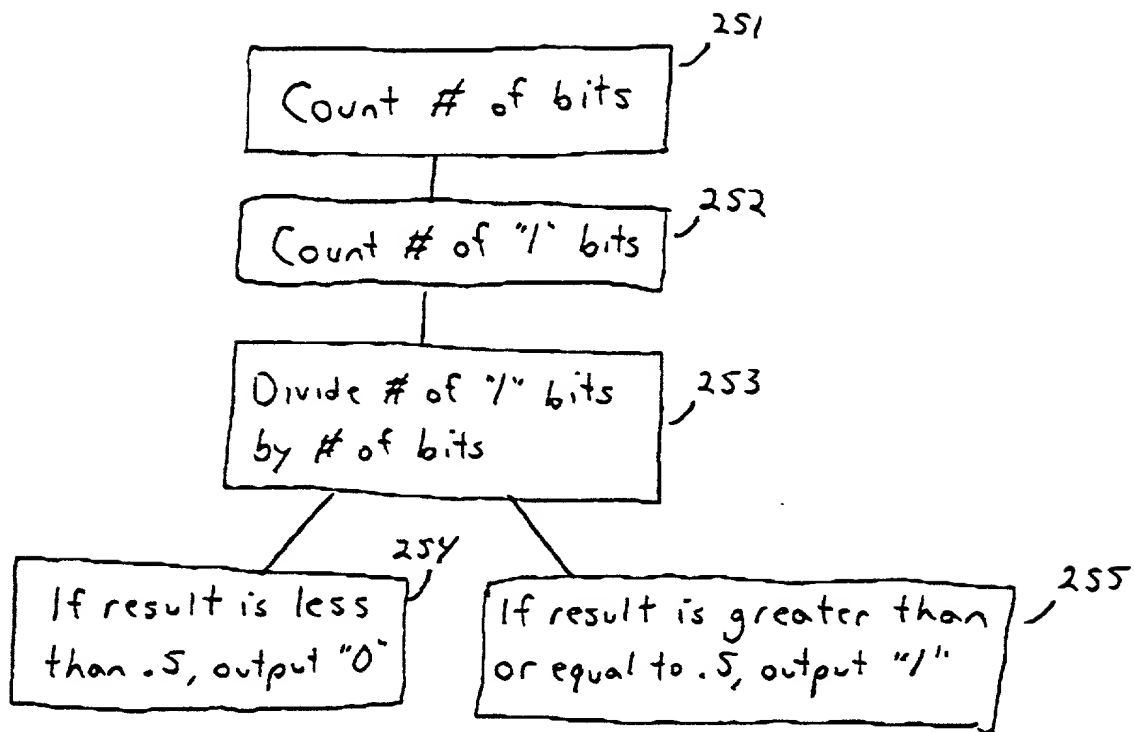 251
Count # of bits
252
Count # of "1" bits
253
Divide # of "1" bits
by # of bits
254
If result is less
than .5, output "0"
255
If result is greater than
or equal to .5, output "1"